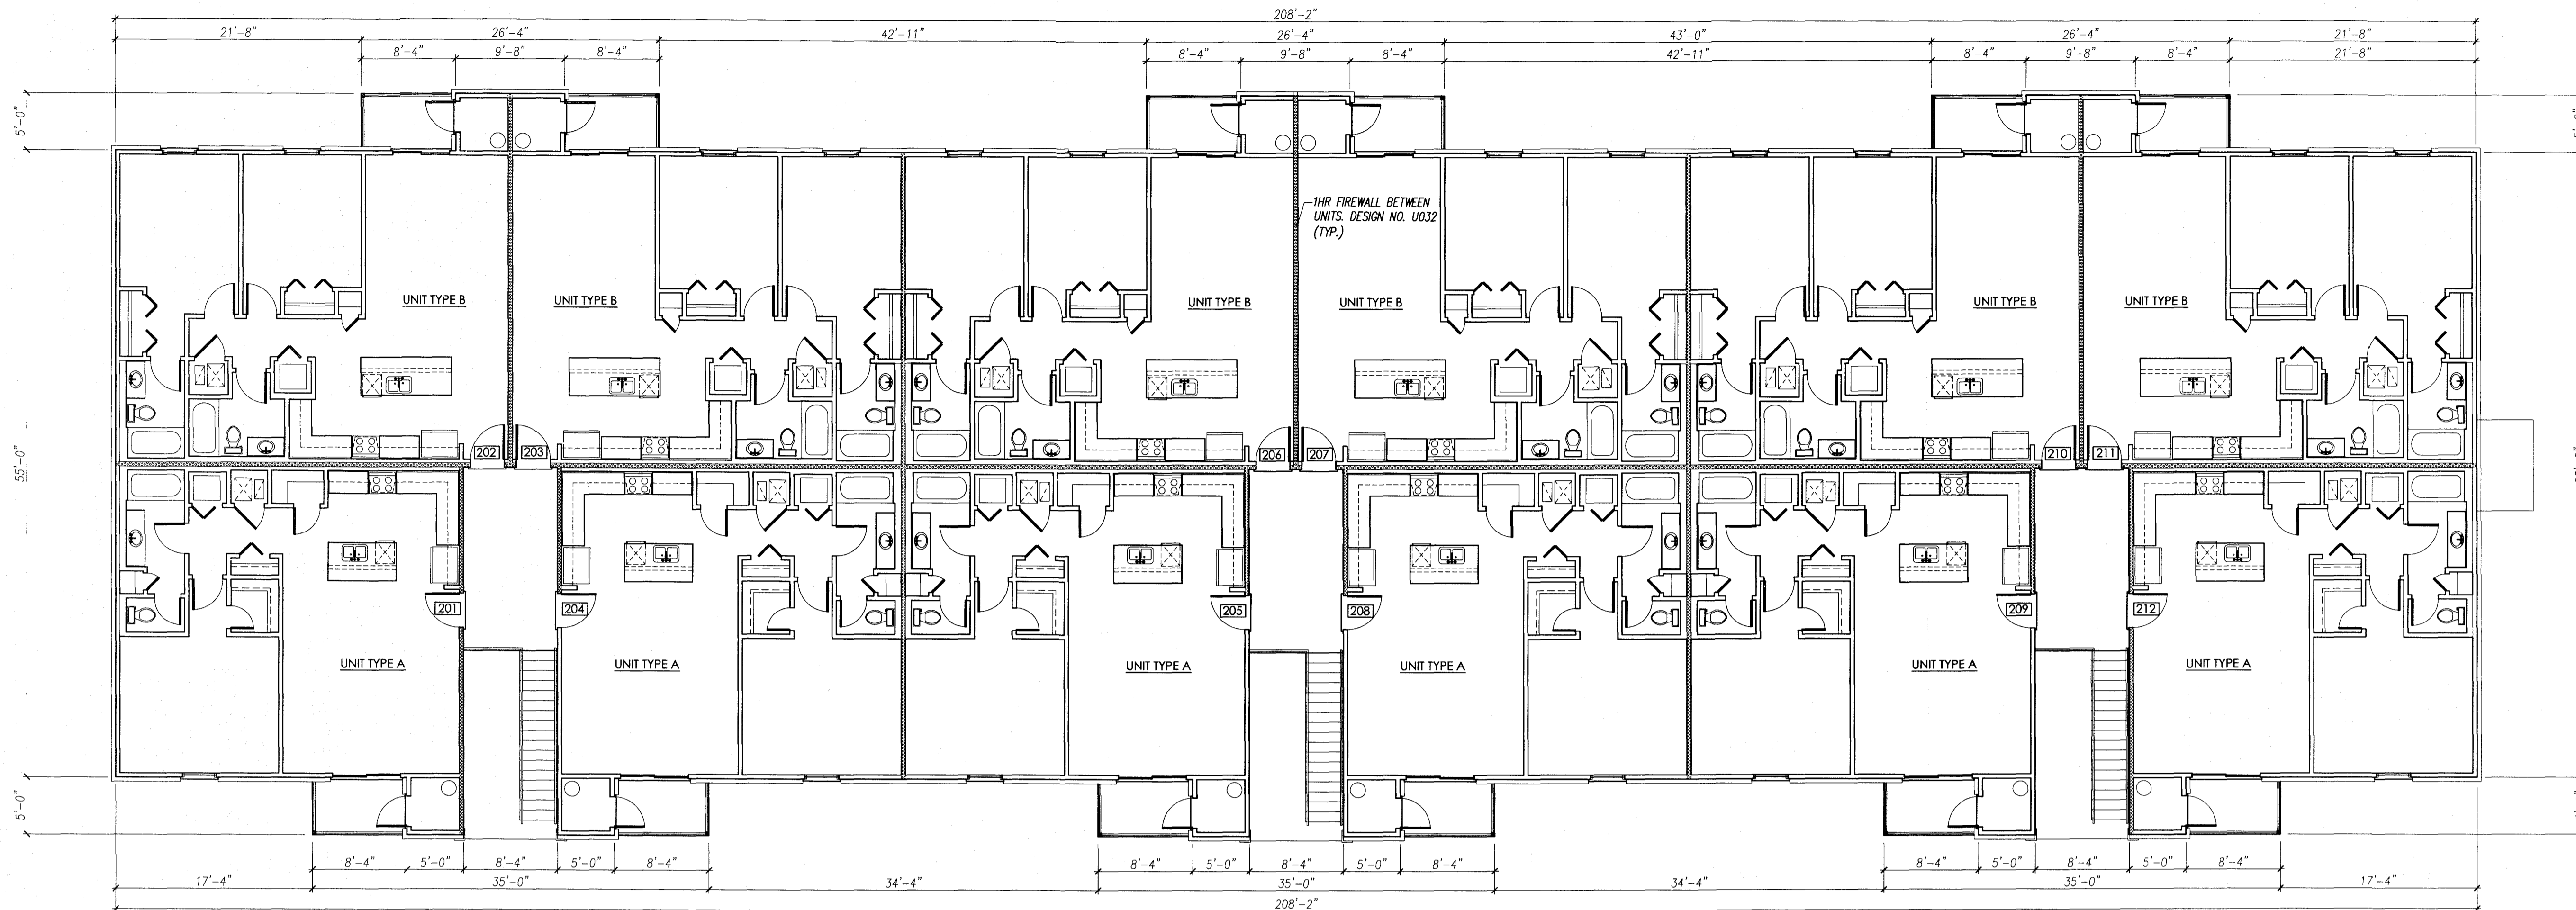 208'-2"
21'-8" 26'-4" 42'-11" 26'-4" 43'-0" 26'-4" 21'-8"
8'-4" 9'-8" 8'-4" 8'-4" 9'-8" 8'-4" 42'-11" 8'-4" 9'-8" 8'-4" 21'-8"
5'-0"
1HR FIREWALL BETWEEN
UNITS. DESIGN NO. U032
(TYP.)
UNIT TYPE B UNIT TYPE B UNIT TYPE B UNIT TYPE B UNIT TYPE B UNIT TYPE B
202 203 206 207 210 211
55'-0"
201 204 205 208 209 212
UNIT TYPE A UNIT TYPE A UNIT TYPE A UNIT TYPE A UNIT TYPE A UNIT TYPE A
5'-0"
8'-4" 5'-0" 8'-4" 5'-0" 8'-4" 8'-4" 5'-0" 8'-4" 5'-0" 8'-4" 8'-4" 5'-0" 8'-4" 5'-0" 8'-4"
17'-4" 35'-0" 34'-4" 35'-0" 34'-4" 35'-0" 17'-4"
208'-2"